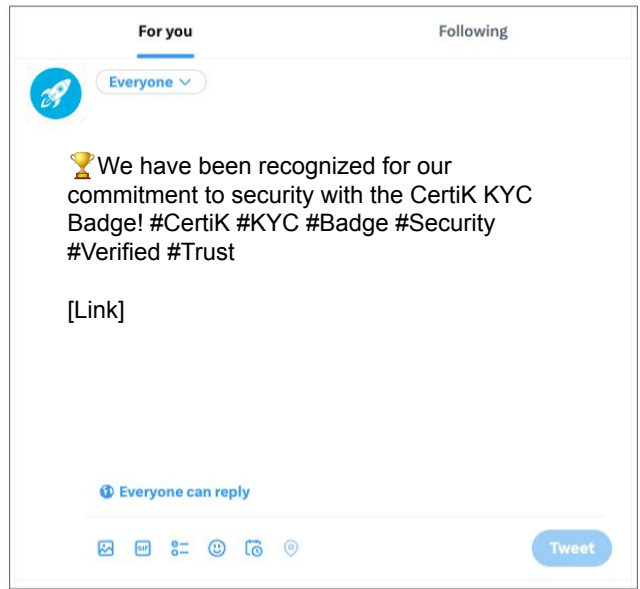 For you Following
Everyone
🏆We have been recognized for our
commitment to security with the CertiK KYC
Badge! #CertiK #KYC #Badge #Security
#Verified #Trust
[Link]
Everyone can reply
GIF
Tweet